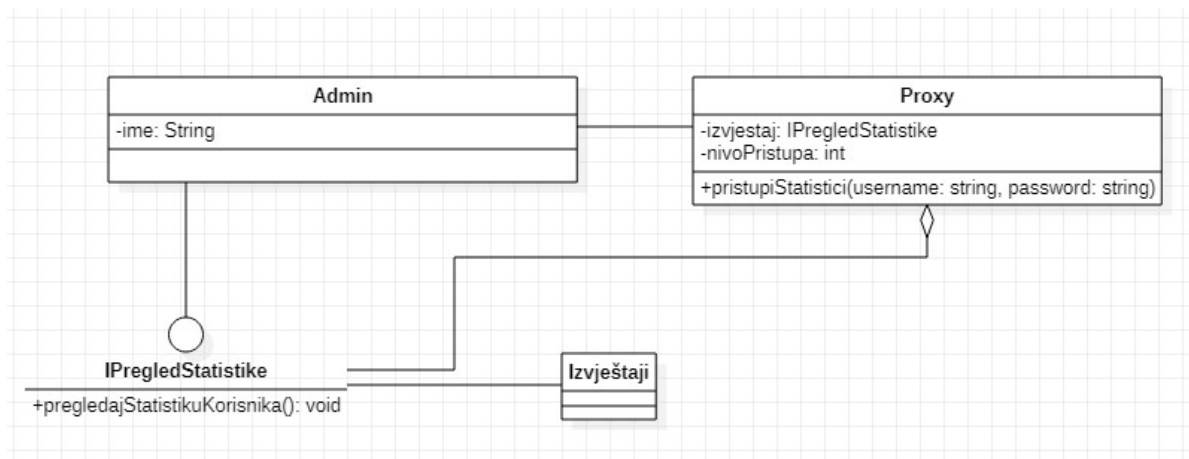 Admin
-ime: String
Proxy
-izvjestaj: IPregledStatistike
-nivoPristupa: int
+pristupiStatistici(username: string, password: string)
IPregledStatistike
+pregledajStatistikuKorisnika(): void
Izvještaji